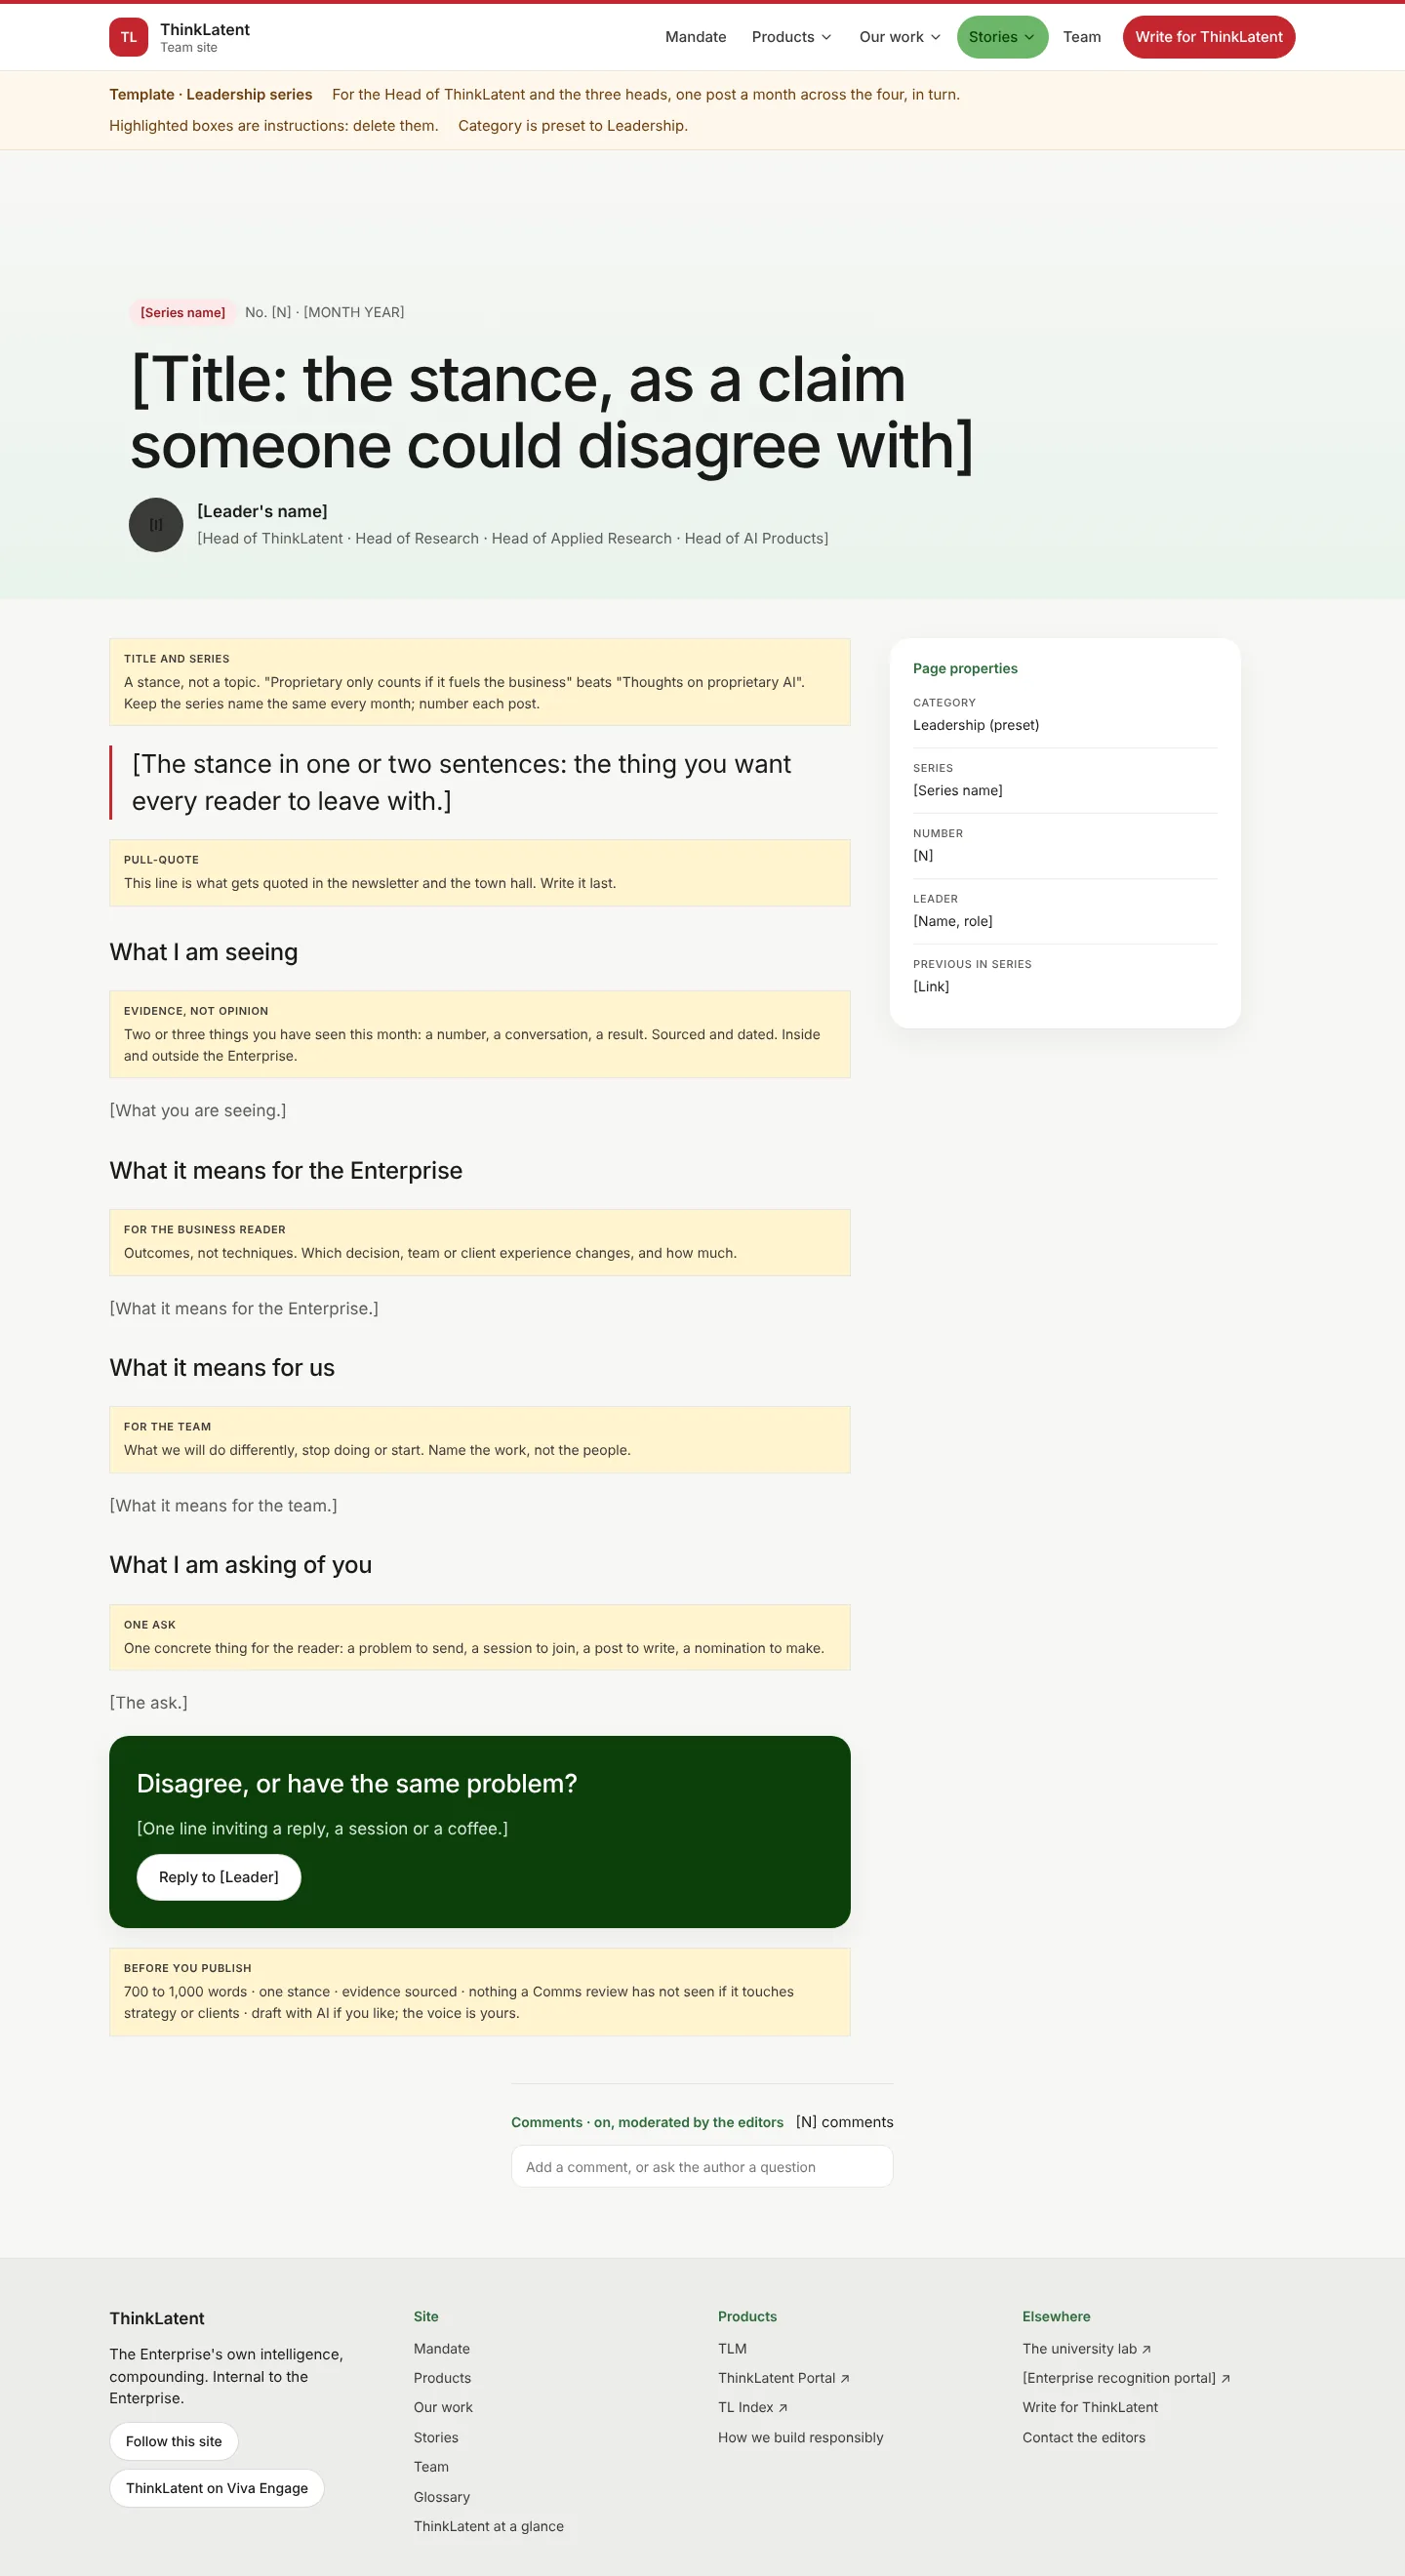 TL
ThinkLatent
Team site
Mandate
Products
Our work
Stories
Team
Write for ThinkLatent
Template · Leadership series
For the Head of ThinkLatent and the three heads, one post a month across the four, in turn.
Highlighted boxes are instructions: delete them.
Category is preset to Leadership.
[Series name]
No. [N] · [MONTH YEAR]
[Title: the stance, as a claim
someone could disagree with]
[I]
[Leader's name]
[Head of ThinkLatent · Head of Research · Head of Applied Research · Head of AI Products]
TITLE AND SERIES
A stance, not a topic. "Proprietary only counts if it fuels the business" beats "Thoughts on proprietary AI".
Keep the series name the same every month; number each post.
[The stance in one or two sentences: the thing you want
every reader to leave with.]
PULL-QUOTE
This line is what gets quoted in the newsletter and the town hall. Write it last.
What I am seeing
EVIDENCE, NOT OPINION
Two or three things you have seen this month: a number, a conversation, a result. Sourced and dated. Inside
and outside the Enterprise.
[What you are seeing.]
What it means for the Enterprise
FOR THE BUSINESS READER
Outcomes, not techniques. Which decision, team or client experience changes, and how much.
[What it means for the Enterprise.]
What it means for us
FOR THE TEAM
What we will do differently, stop doing or start. Name the work, not the people.
[What it means for the team.]
What I am asking of you
ONE ASK
One concrete thing for the reader: a problem to send, a session to join, a post to write, a nomination to make.
[The ask.]
Disagree, or have the same problem?
[One line inviting a reply, a session or a coffee.]
Reply to [Leader]
BEFORE YOU PUBLISH
700 to 1,000 words · one stance · evidence sourced · nothing a Comms review has not seen if it touches
strategy or clients · draft with AI if you like; the voice is yours.
Page properties
CATEGORY
Leadership (preset)
SERIES
[Series name]
NUMBER
[N]
LEADER
[Name, role]
PREVIOUS IN SERIES
[Link]
Comments · on, moderated by the editors
[N] comments
Add a comment, or ask the author a question
ThinkLatent
The Enterprise's own intelligence,
compounding. Internal to the
Enterprise.
Follow this site
ThinkLatent on Viva Engage
Site
Mandate
Products
Our work
Stories
Team
Glossary
ThinkLatent at a glance
Products
TLM
ThinkLatent Portal ↗
TL Index ↗
How we build responsibly
Elsewhere
The university lab ↗
[Enterprise recognition portal] ↗
Write for ThinkLatent
Contact the editors